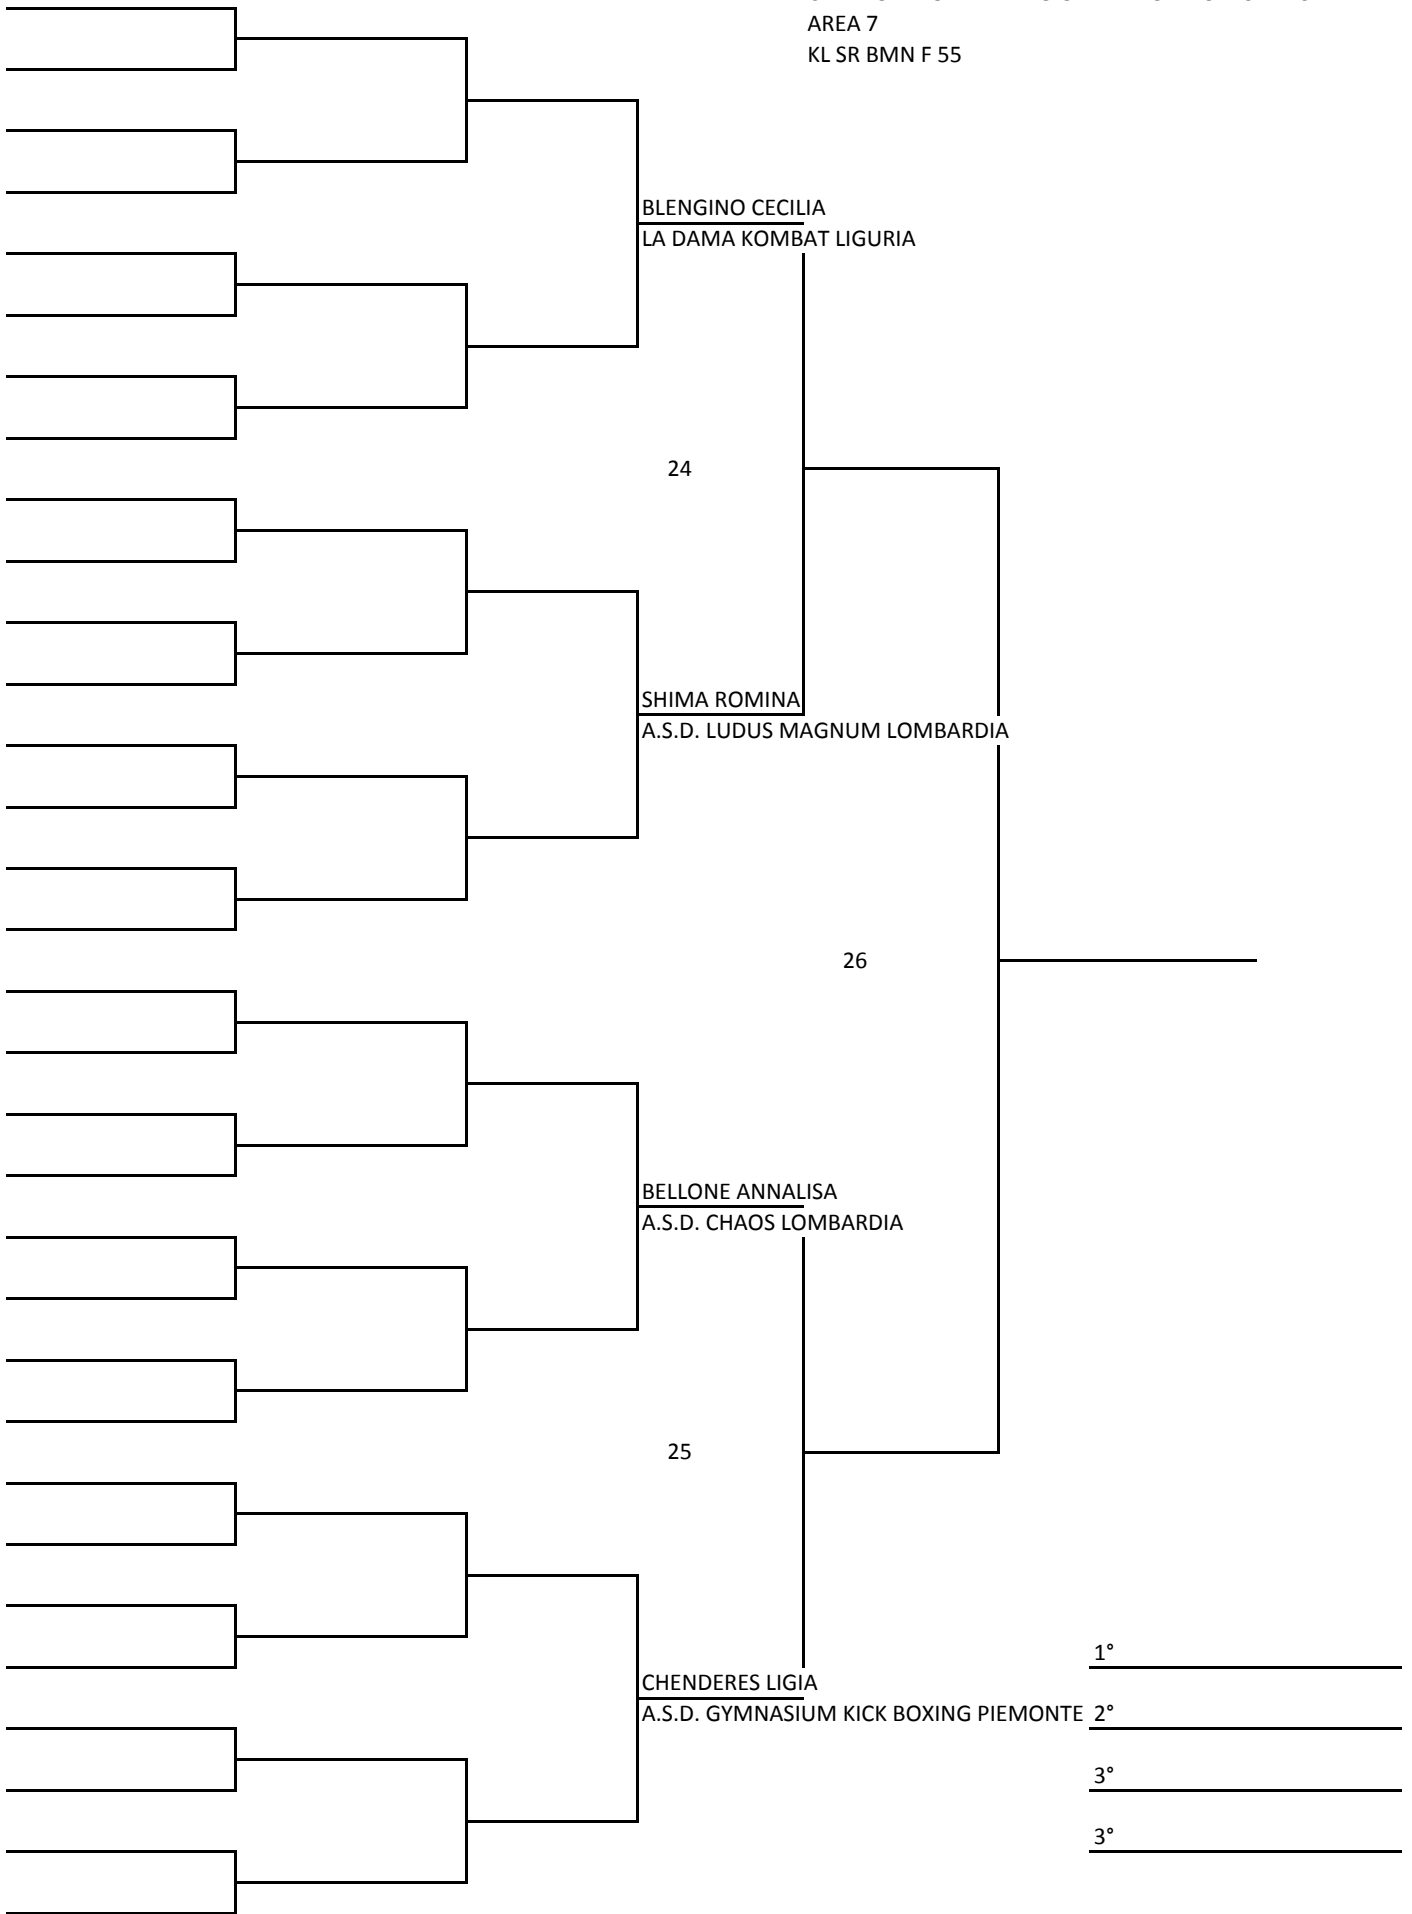 AREA 7
KL SR BMN F 55
BLENGINO CECILIA
LA DAMA KOMBAT LIGURIA
24
SHIMA ROMINA
A.S.D. LUDUS MAGNUM LOMBARDIA
26
BELLONE ANNALISA
A.S.D. CHAOS LOMBARDIA
25
1°
CHENDERES LIGIA
A.S.D. GYMNASIUM KICK BOXING PIEMONTE 2°
3°
3°